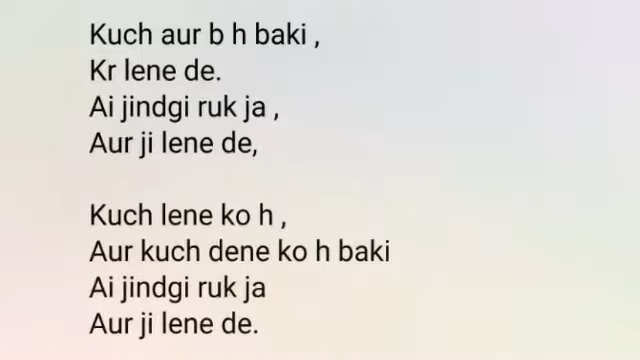 Kuch aur b h baki ,
Kr lene de.
Ai jindgi ruk ja ,
Aur ji lene de,
Kuch lene ko h ,
Aur kuch dene ko h baki
Ai jindgi ruk ja
Aur ji lene de.